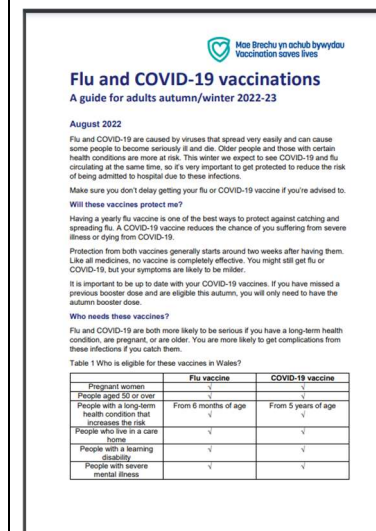 Mae Brechu yn achub bywydau
Vaccination saves lives
Flu and COVID-19 vaccinations
A guide for adults autumn/winter 2022-23
August 2022
Flu and COVID-19 are caused by viruses that spread very easily and can cause
some people to become seriously ill and die. Older people and those with certain
health conditions are more at risk. This winter we expect to see COVID-19 and flu
circulating at the same time, so it's very important to get protected to reduce the risk
of being admitted to hospital due to these infections.
Make sure you don't delay getting your flu or COVID-19 vaccine if you're advised to.
Will these vaccines protect me?
Having a yearly flu vaccine is one of the best ways to protect against catching and
spreading flu. A COVID-19 vaccine reduces the chance of you suffering from severe
illness or dying from COVID-19.
Protection from both vaccines generally starts around two weeks after having them.
Like all medicines, no vaccine is completely effective. You might still get flu or
COVID-19, but your symptoms are likely to be milder.
It is important to be up to date with your COVID-19 vaccines. If you have missed a
previous booster dose and are eligible this autumn, you will only need to have the
autumn booster dose.
Who needs these vaccines?
Flu and COVID-19 are both more likely to be serious if you have a long-term health
condition, are pregnant, or are older. You are more likely to get complications from
these infections if you catch them.
Table 1 Who is eligible for these vaccines in Wales?
Flu vaccine COVID-19 vaccine
Pregnant women √ √
People aged 50 or over √ √
People with a long-term From 6 months of age From 5 years of age
health condition that √ √
increases the risk
People who live in a care √ √
home
People with a learning √ √
disability
People with severe √ √
mental illness